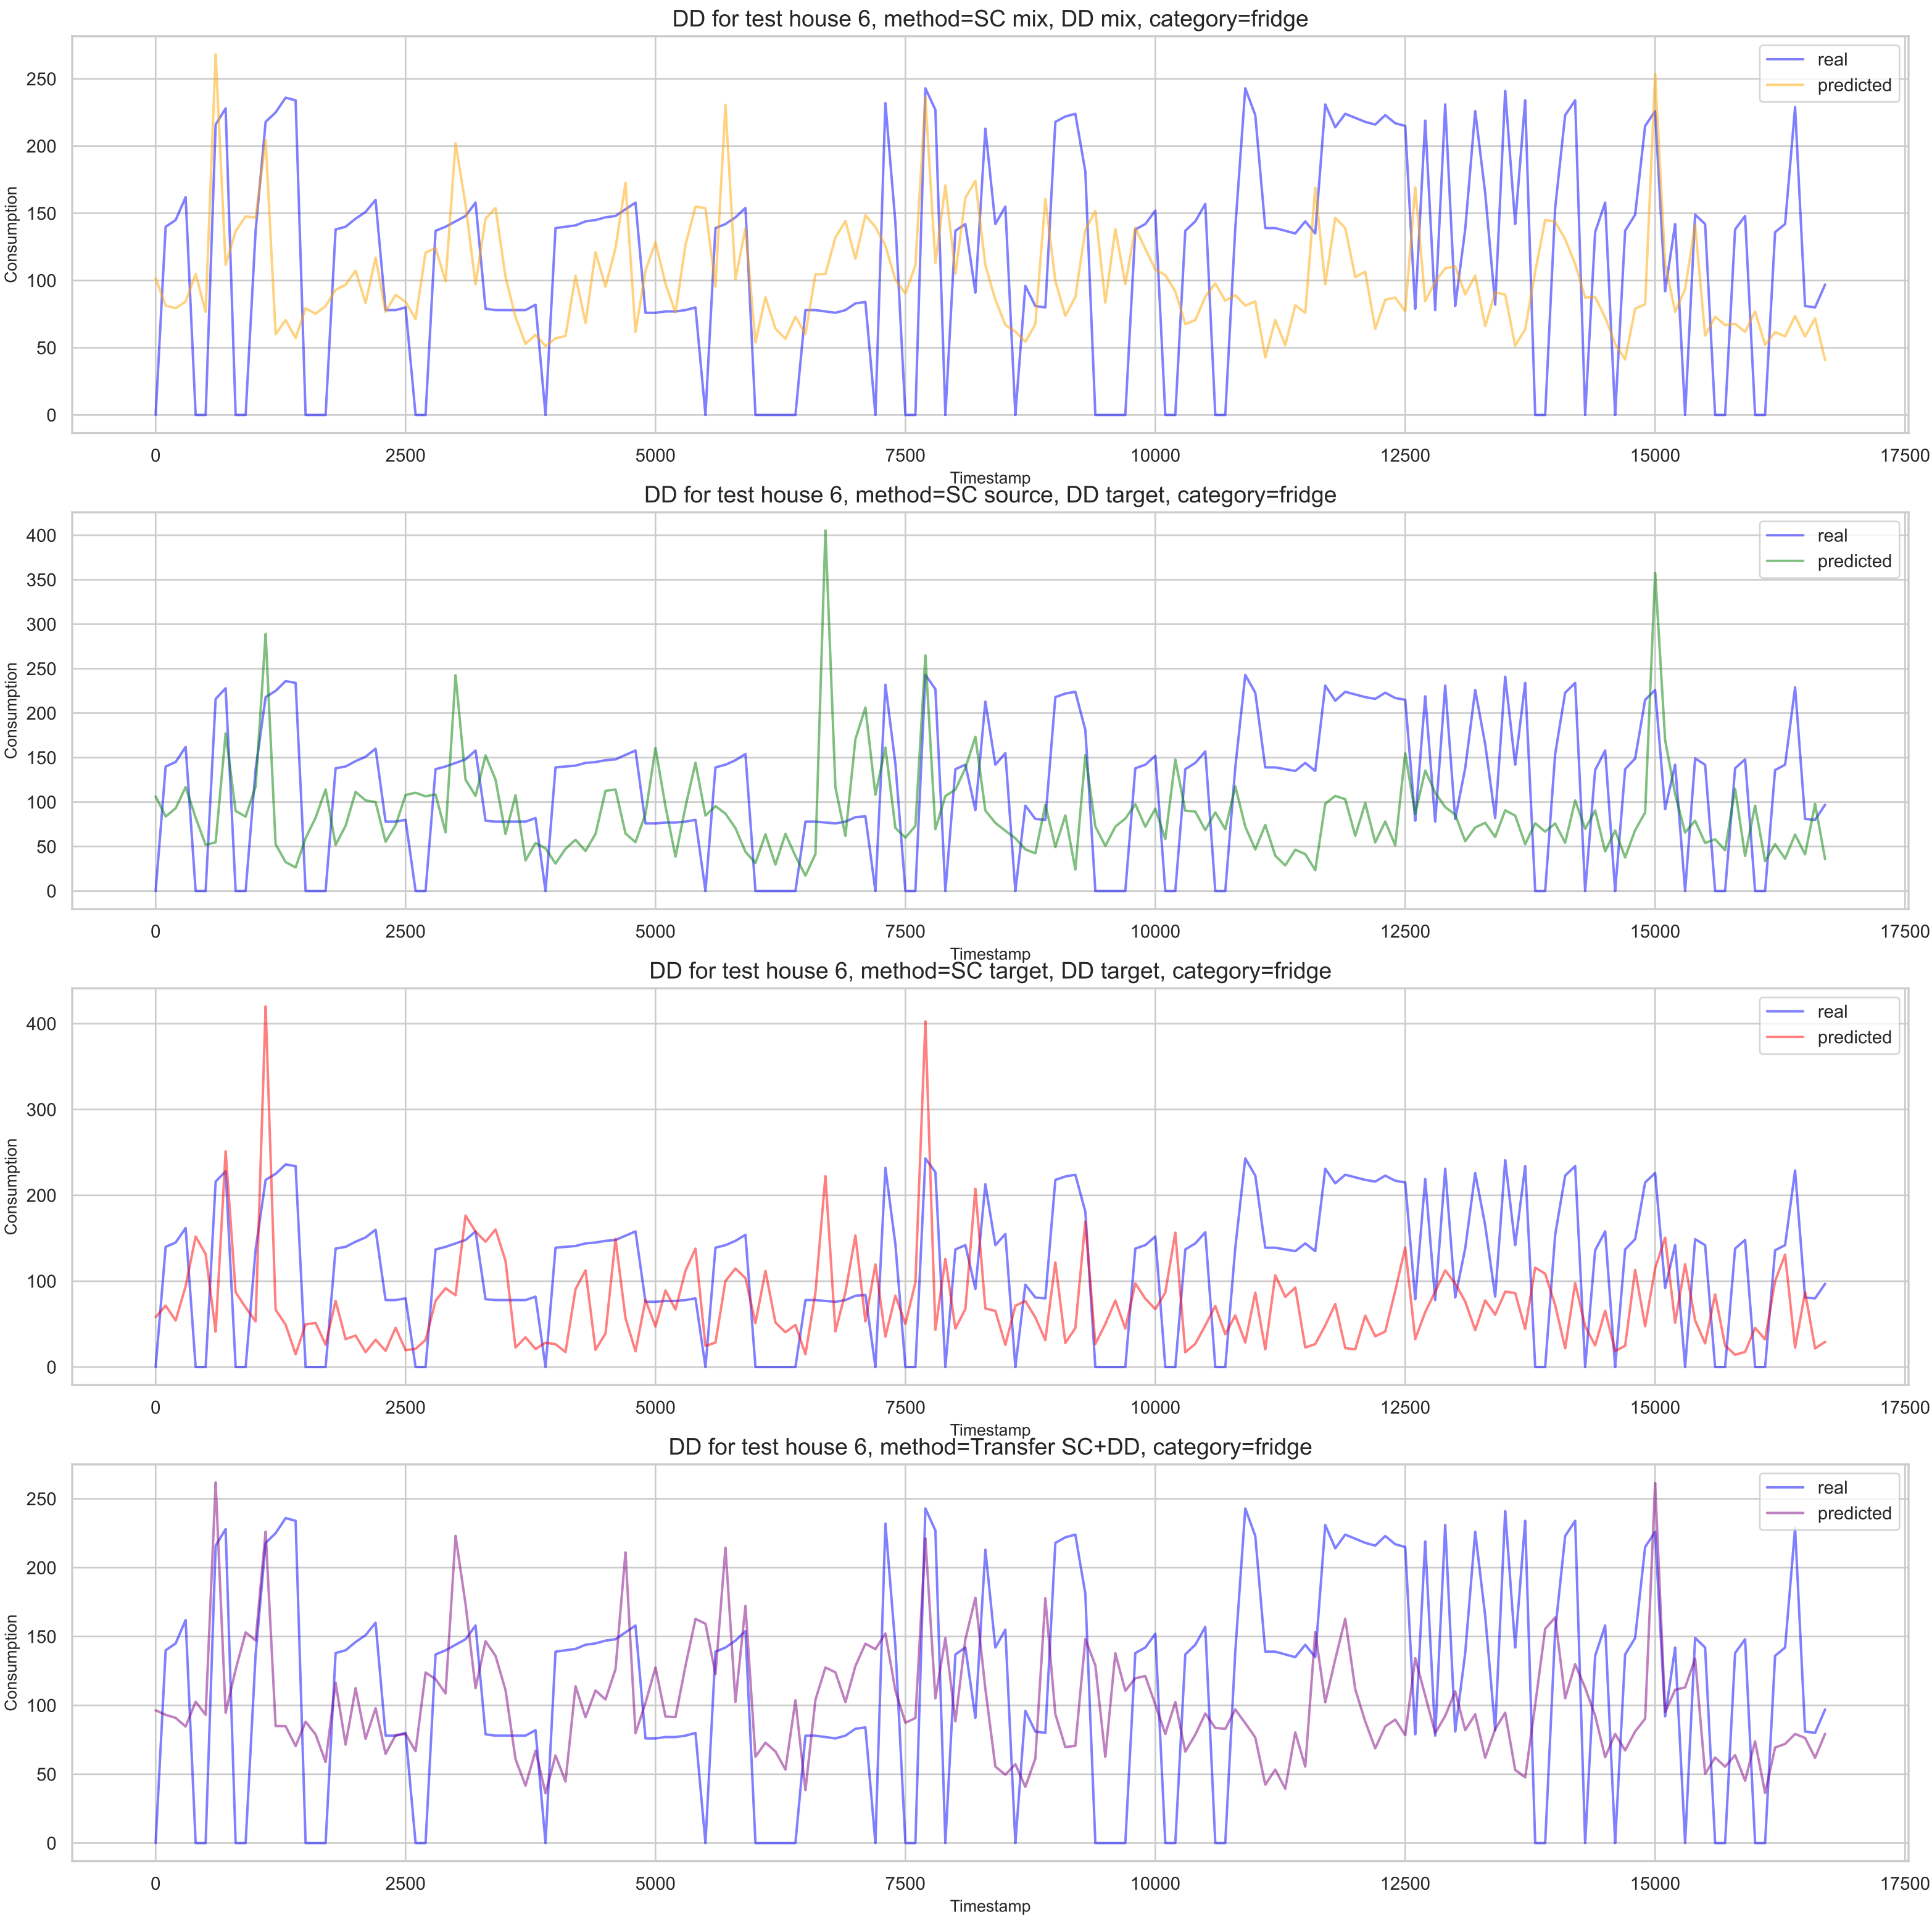 DD for test house 6, method=SC mix, DD mix, category=fridge
real
predicted
Consumption
250
200
150
100
50
0
0 2500 5000 7500 10000 12500 15000 17500
Timestamp
DD for test house 6, method=SC source, DD target, category=fridge
real
predicted
Consumption
400
350
300
250
200
150
100
50
0
0 2500 5000 7500 10000 12500 15000 17500
Timestamp
DD for test house 6, method=SC target, DD target, category=fridge
real
predicted
Consumption
400
300
200
100
0
0 2500 5000 7500 10000 12500 15000 17500
Timestamp
DD for test house 6, method=Transfer SC+DD, category=fridge
real
predicted
Consumption
250
200
150
100
50
0
0 2500 5000 7500 10000 12500 15000 17500
Timestamp